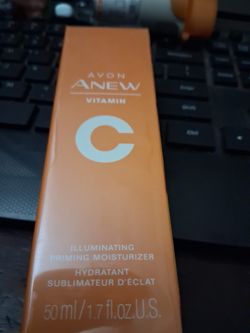 AVON
ANEW
VITAMIN
C
ILLUMINATING
PRIMING MOISTURIZER
HYDRATANT
SUBLIMATEUR D'ÉCLAT
50 ml/1.7 fl.oz.U.S.